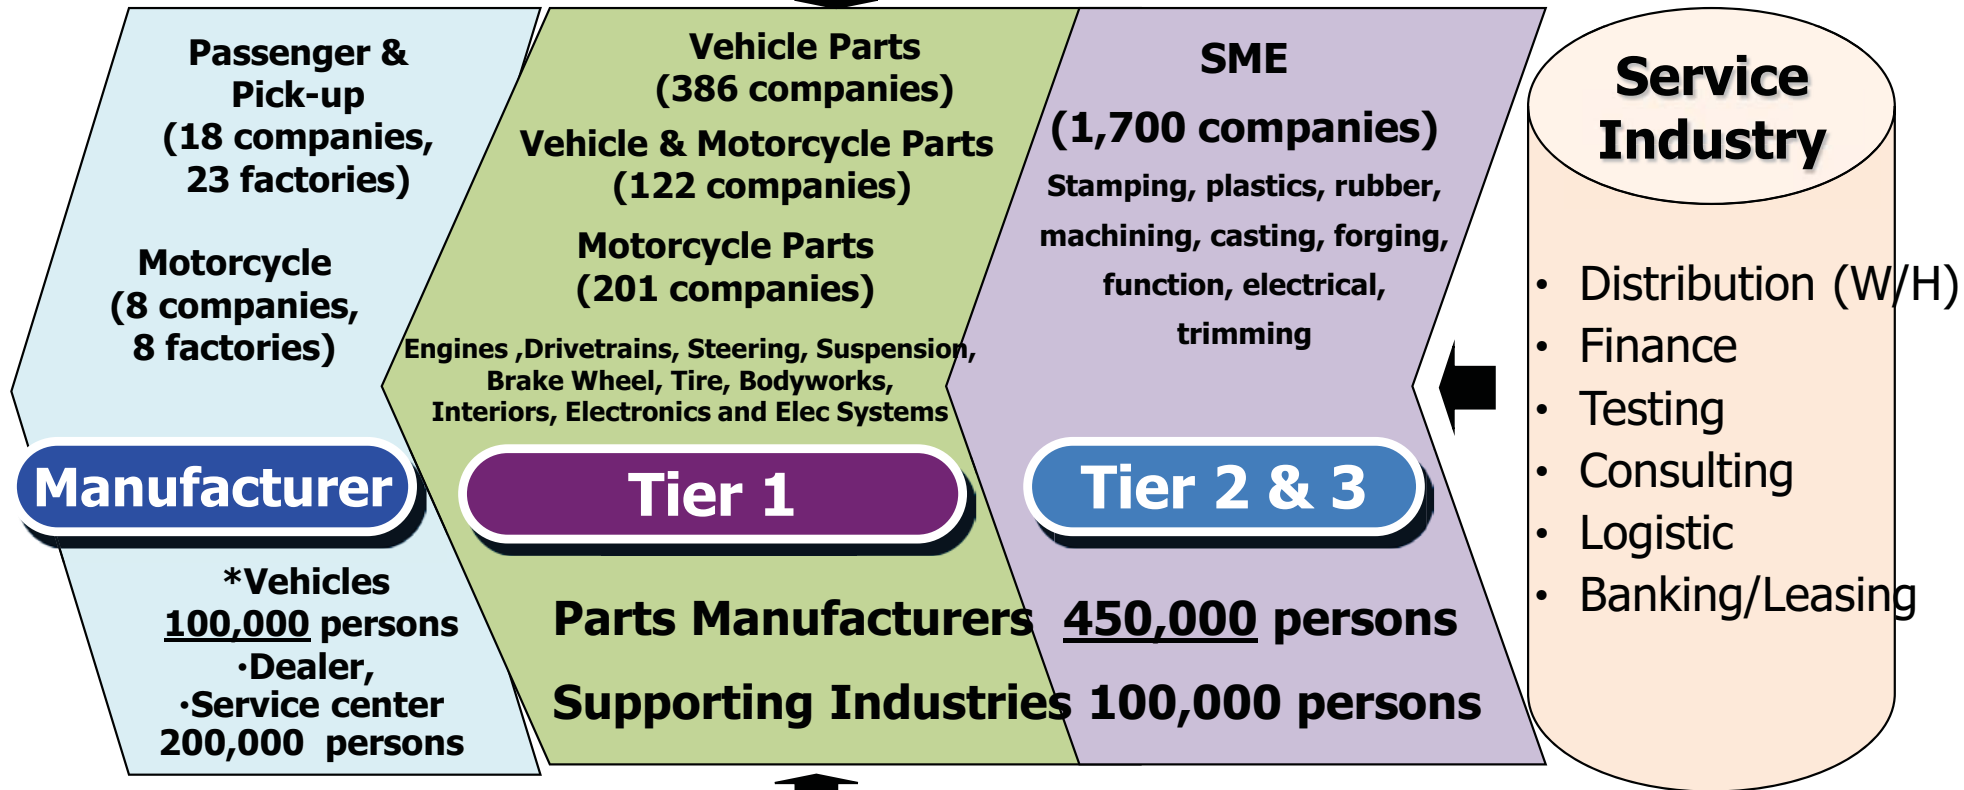 Passenger &
Pick-up
(18 companies,
23 factories)
Motorcycle
(8 companies,
8 factories)
Manufacturer
*Vehicles
100,000 persons
·Dealer,
·Service center
200,000 persons
Vehicle Parts
(386 companies)
Vehicle & Motorcycle Parts
(122 companies)
Motorcycle Parts
(201 companies)
Engines ,Drivetrains, Steering, Suspension,
Brake Wheel, Tire, Bodyworks,
Interiors, Electronics and Elec Systems
Tier 1
SME
(1,700 companies)
Stamping, plastics, rubber,
machining, casting, forging,
function, electrical,
trimming
Tier 2 & 3
Parts Manufacturers 450,000 persons
Supporting Industries 100,000 persons
Service
Industry
• Distribution (W/H)
• Finance
• Testing
• Consulting
• Logistic
• Banking/Leasing